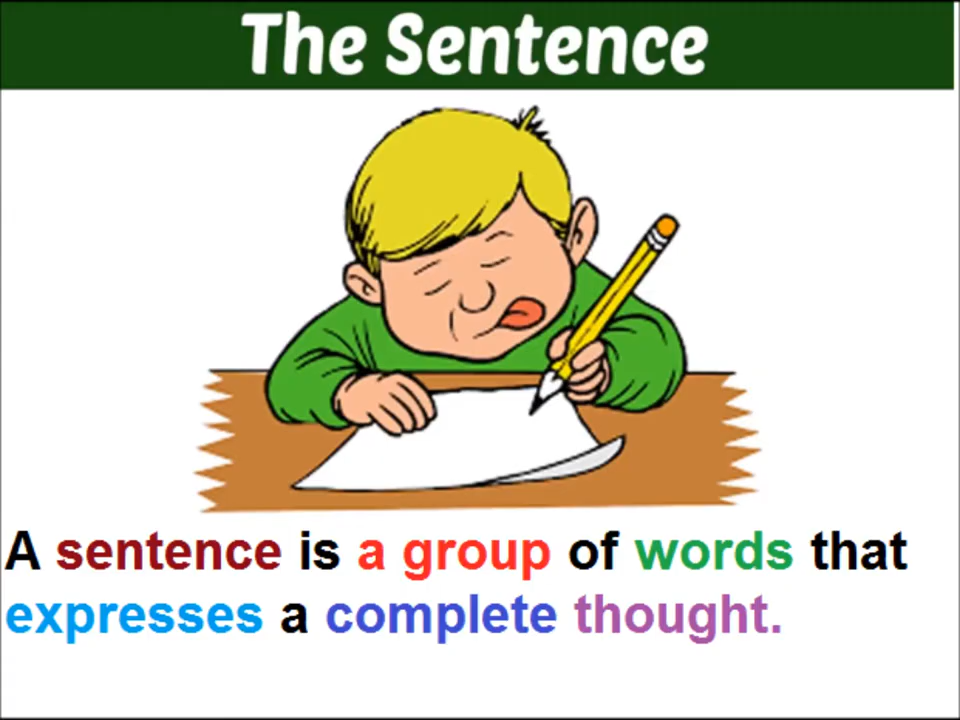 The Sentence
A sentence is a group of words that
expresses a complete thought.